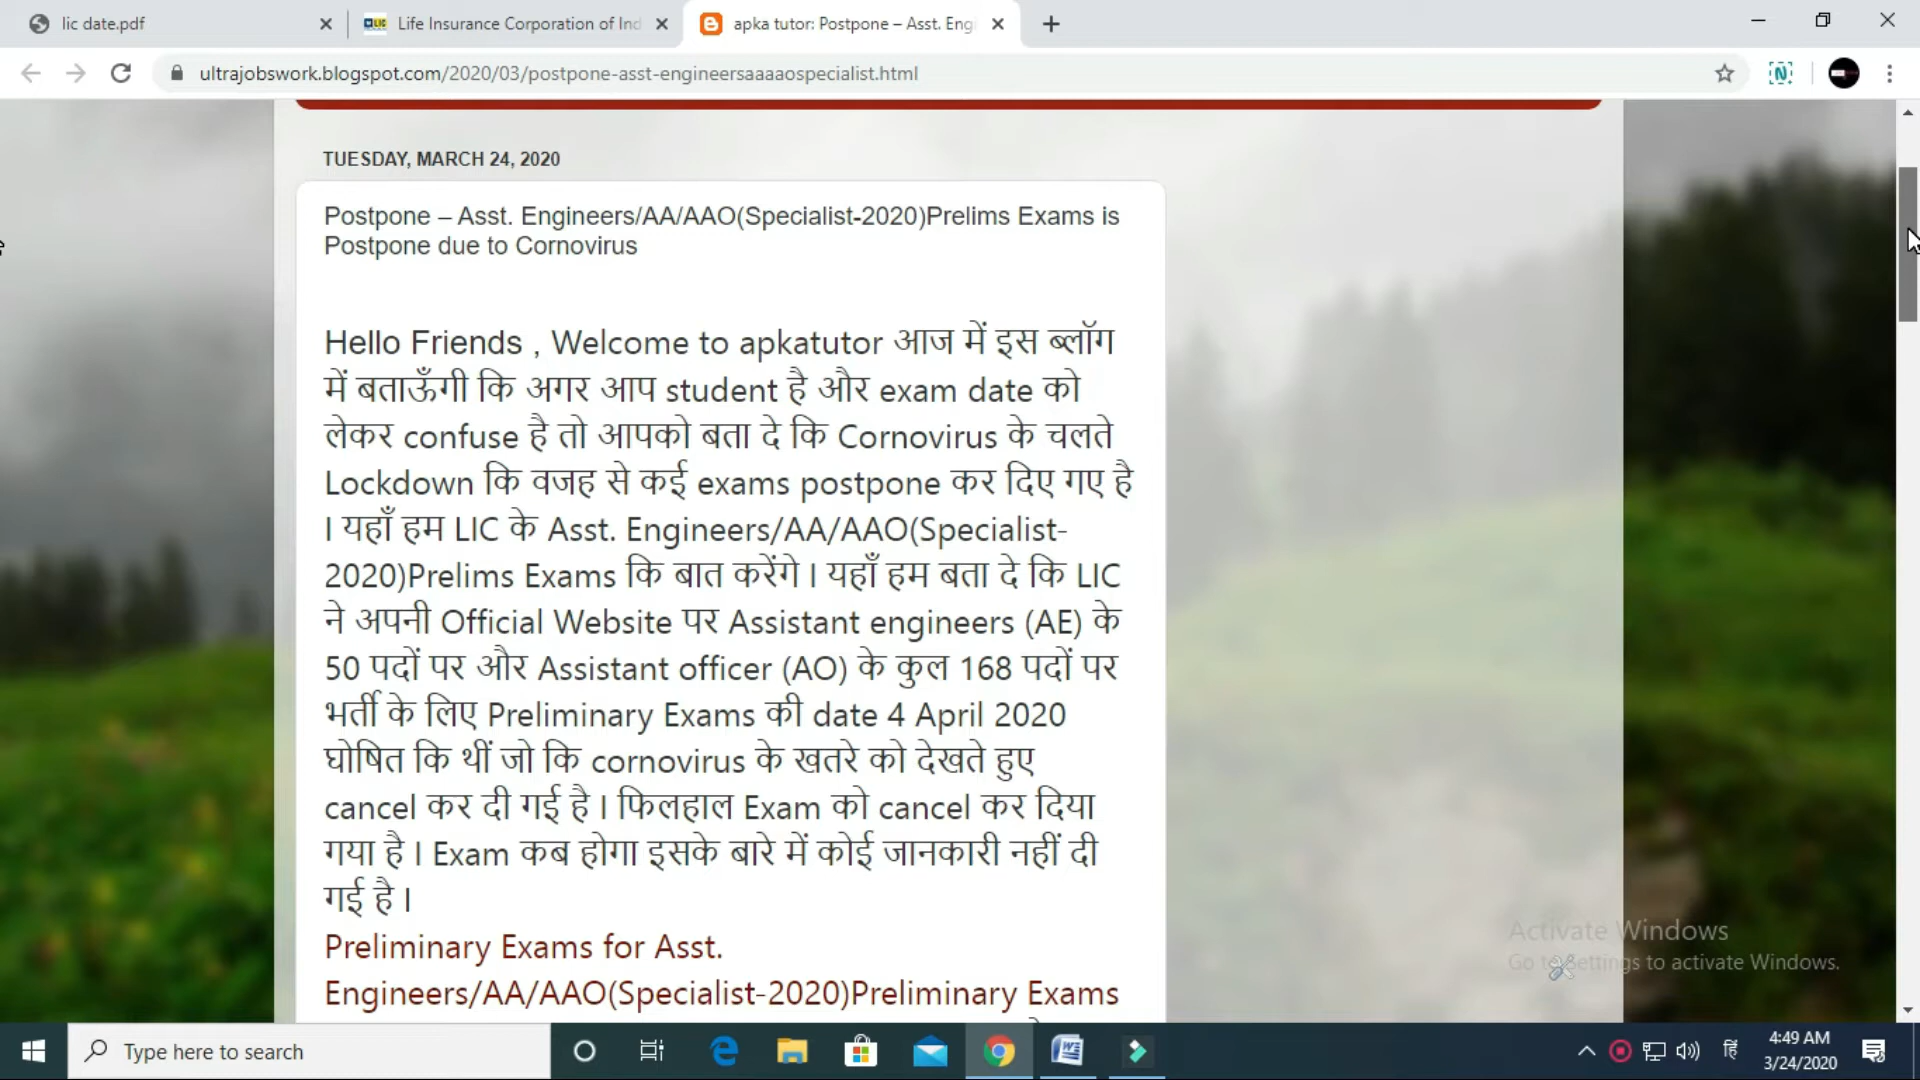 lic date.pdf
Life Insurance Corporation of Ind
apka tutor: Postpone – Asst. Eng
ultrajobswork.blogspot.com/2020/03/postpone-asst-engineersaaaaospecialist.html
TUESDAY, MARCH 24, 2020
Postpone – Asst. Engineers/AA/AAO(Specialist-2020)Prelims Exams is
Postpone due to Cornovirus
Hello Friends , Welcome to apkatutor आज में इस ब्लॉग
में बताऊँगी कि अगर आप student है और exam date को
लेकर confuse है तो आपको बता दे कि Cornovirus के चलते
Lockdown कि वजह से कई exams postpone कर दिए गए है
। यहाँ हम LIC के Asst. Engineers/AA/AAO(Specialist-
2020)Prelims Exams कि बात करेंगे । यहाँ हम बता दे कि LIC
ने अपनी Official Website पर Assistant engineers (AE) के
50 पदों पर और Assistant officer (AO) के कुल 168 पदों पर
भर्ती के लिए Preliminary Exams की date 4 April 2020
घोषित कि थीं जो कि cornovirus के खतरे को देखते हुए
cancel कर दी गई है । फिलहाल Exam को cancel कर दिया
गया है । Exam कब होगा इसके बारे में कोई जानकारी नहीं दी
गई है ।
Preliminary Exams for Asst.
Engineers/AA/AAO(Specialist-2020)Preliminary Exams
Activate Windows
Go to Settings to activate Windows.
Type here to search
हिं
4:49 AM
3/24/2020